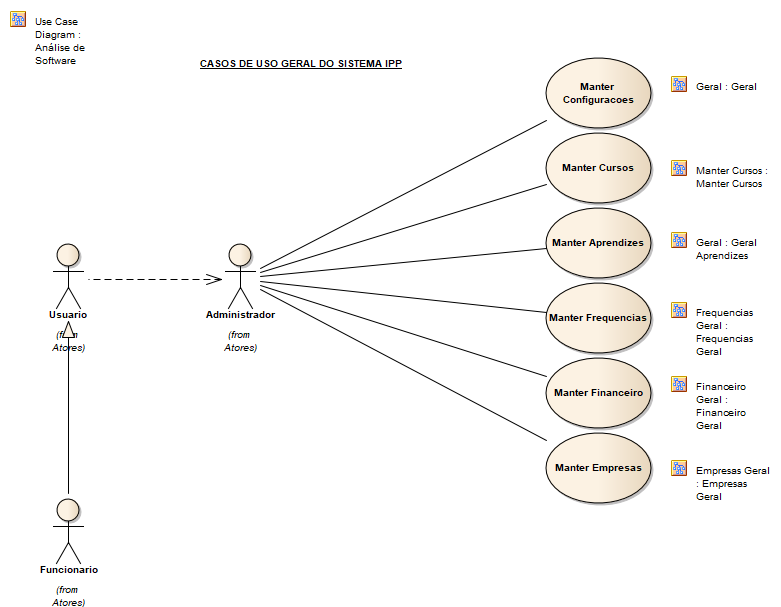 Use Case
Diagram :
Análise de
Software
CASOS DE USO GERAL DO SISTEMA IPP
Manter
Configuracoes
Geral : Geral
Manter Cursos
Manter Cursos :
Manter Cursos
Manter Aprendizes
Geral : Geral
Aprendizes
Usuario
(from
Atores)
Administrador
(from
Atores)
Manter Frequencias
Frequencias
Geral :
Frequencias
Geral
Manter Financeiro
Financeiro
Geral :
Financeiro
Geral
Manter Empresas
Empresas Geral
: Empresas
Geral
Funcionario
(from
Atores)